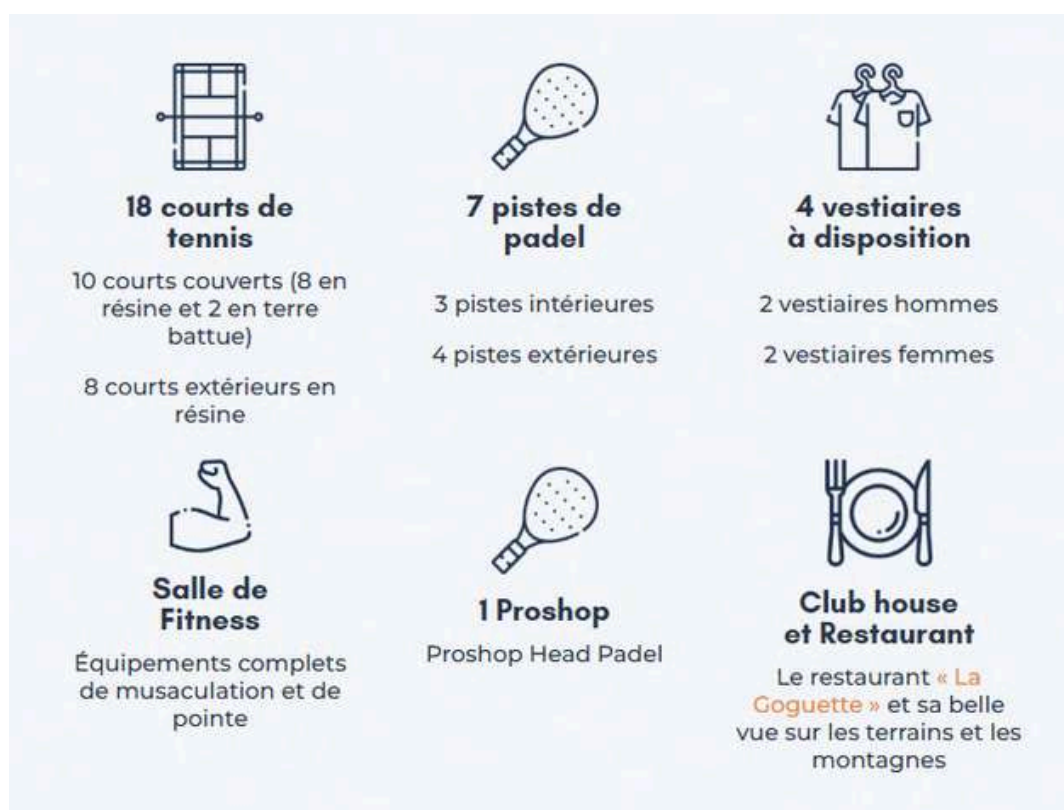 18 courts de
tennis
10 courts couverts (8 en
résine et 2 en terre
battue)
8 courts extérieurs en
résine
7 pistes de
padel
3 pistes intérieures
4 pistes extérieures
4 vestiaires
à disposition
2 vestiaires hommes
2 vestiaires femmes
Salle de
Fitness
Équipements complets
de musaculation et de
pointe
1 Proshop
Proshop Head Padel
Club house
et Restaurant
Le restaurant « La
Goguette » et sa belle
vue sur les terrains et les
montagnes